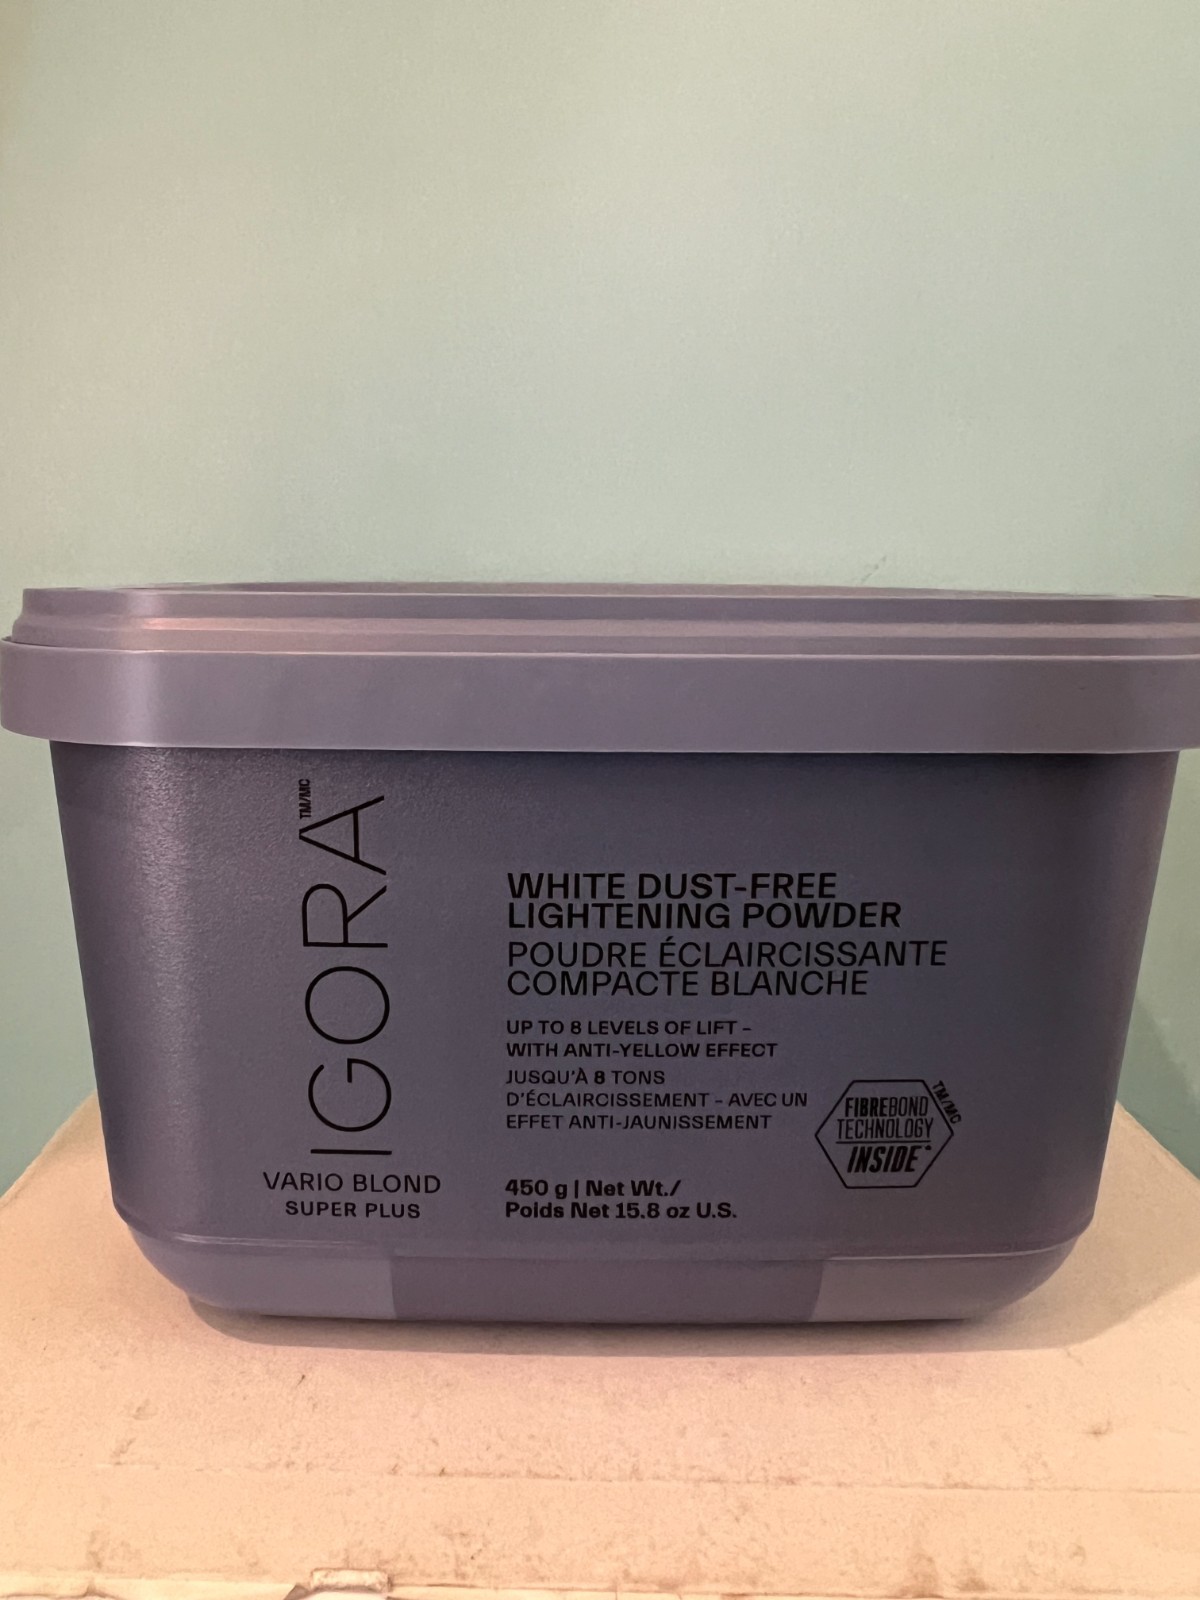 IGORA TM/MC
VARIO BLOND
SUPER PLUS
WHITE DUST-FREE
LIGHTENING POWDER
POUDRE ÉCLAIRCISSANTE
COMPACTE BLANCHE
UP TO 8 LEVELS OF LIFT –
WITH ANTI-YELLOW EFFECT
JUSQU'À 8 TONS
D'ÉCLAIRCISSEMENT – AVEC UN
EFFET ANTI-JAUNISSEMENT
450 g | Net Wt./
Poids Net 15.8 oz U.S.
FIBREBOND TM/MC
TECHNOLOGY
INSIDE*